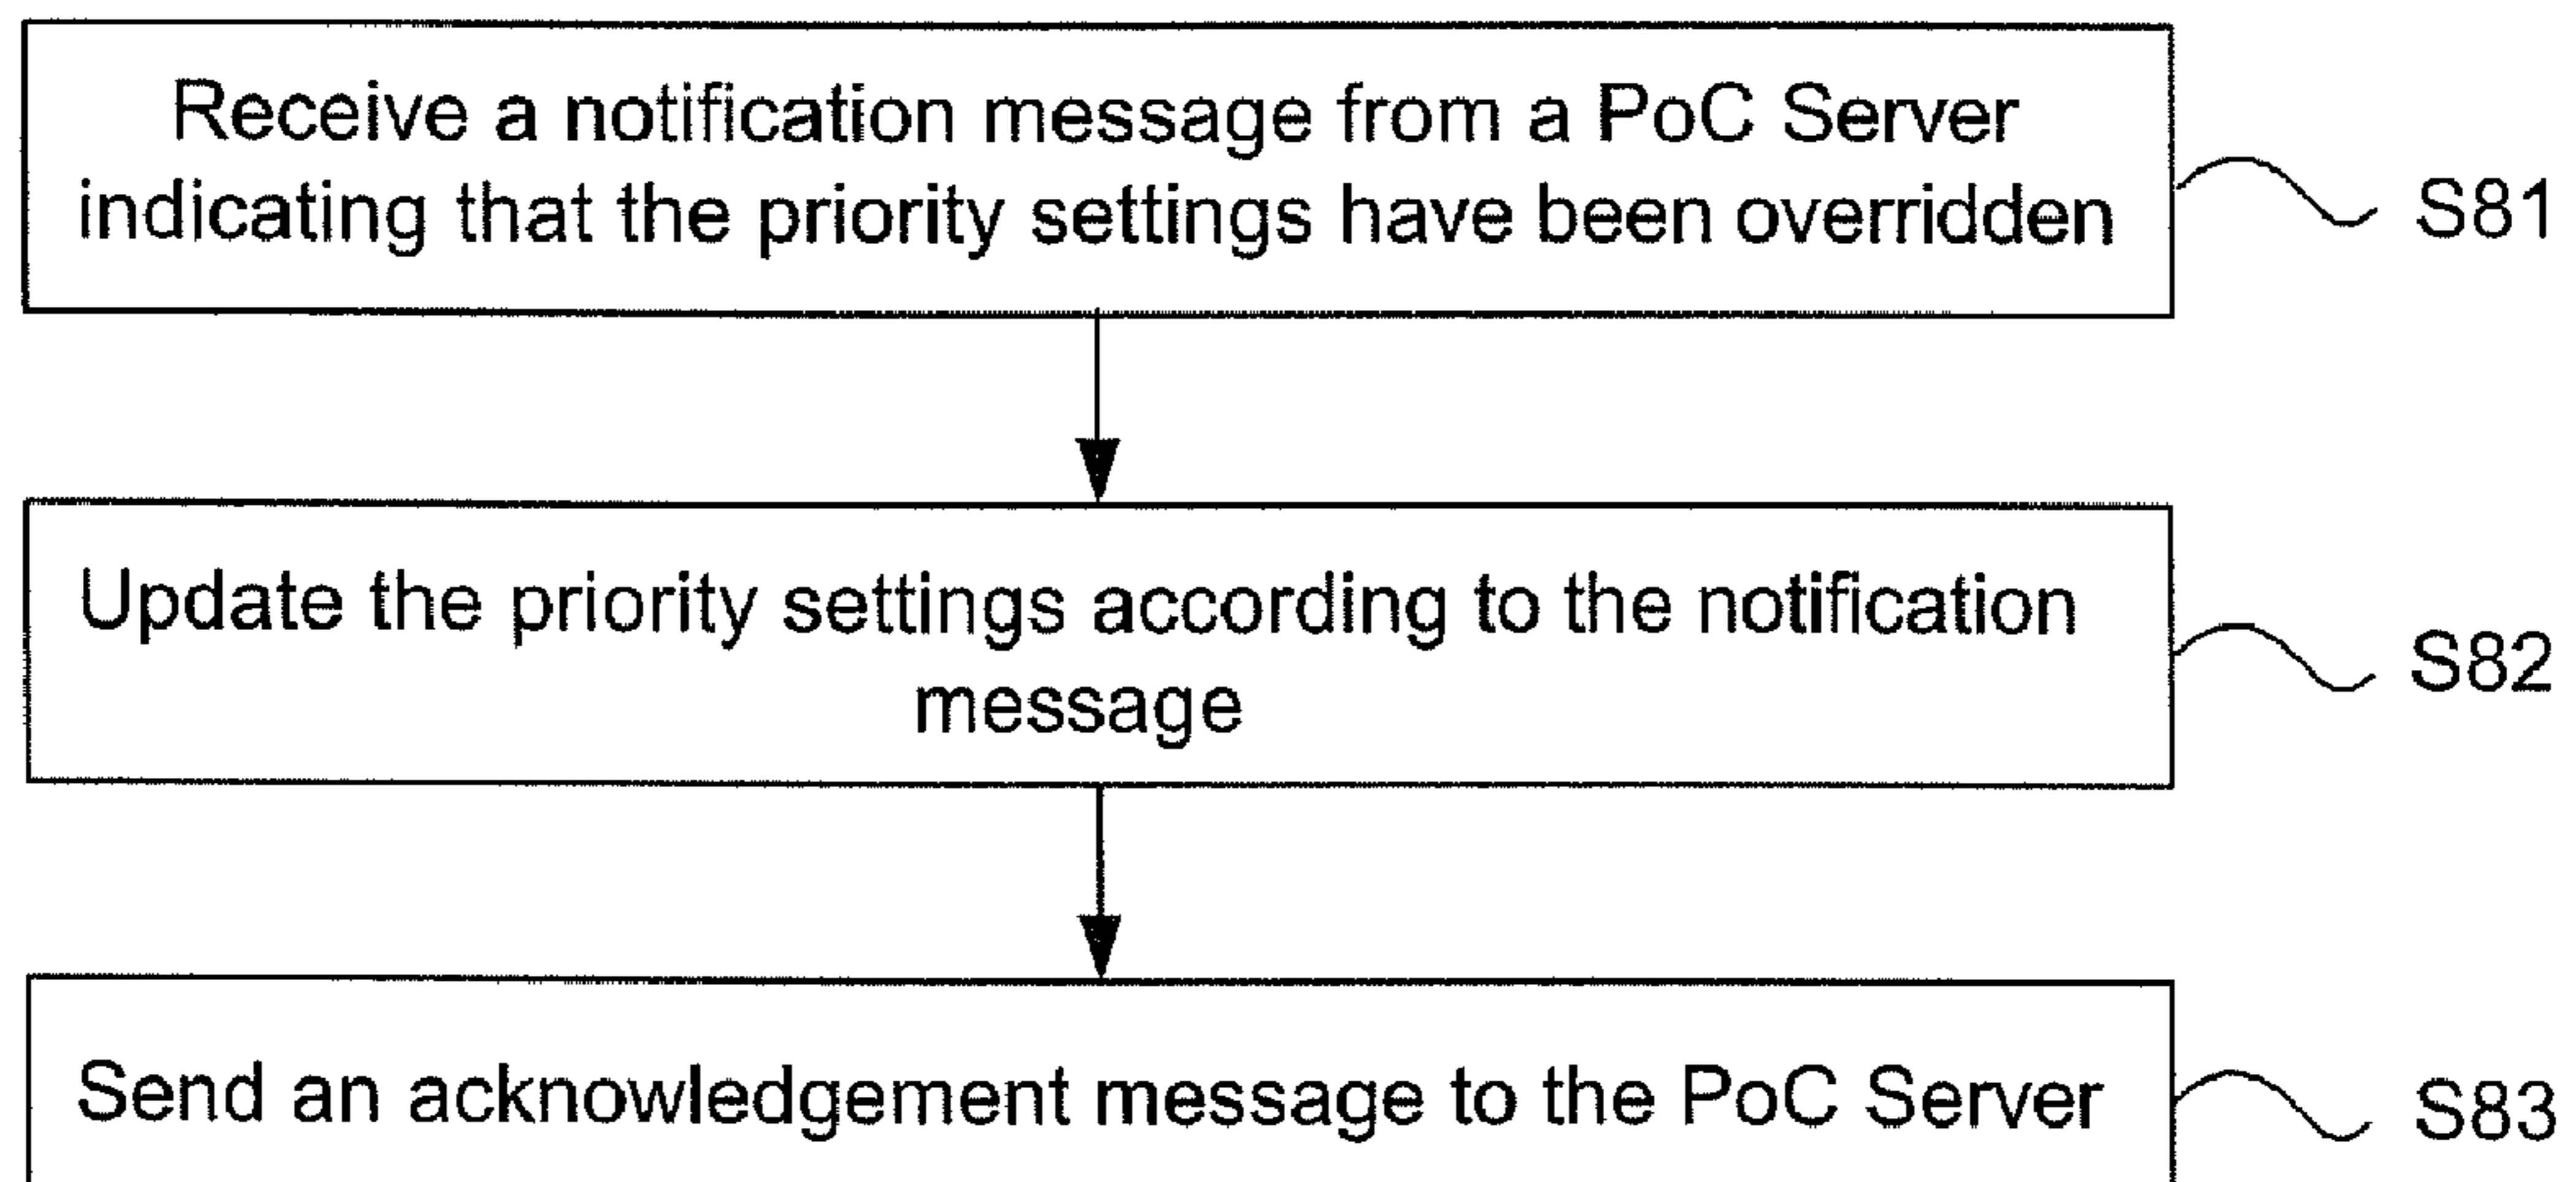 Receive a notification message from a PoC Server
indicating that the priority settings have been overridden
S81
Update the priority settings according to the notification
message
S82
Send an acknowledgement message to the PoC Server
S83